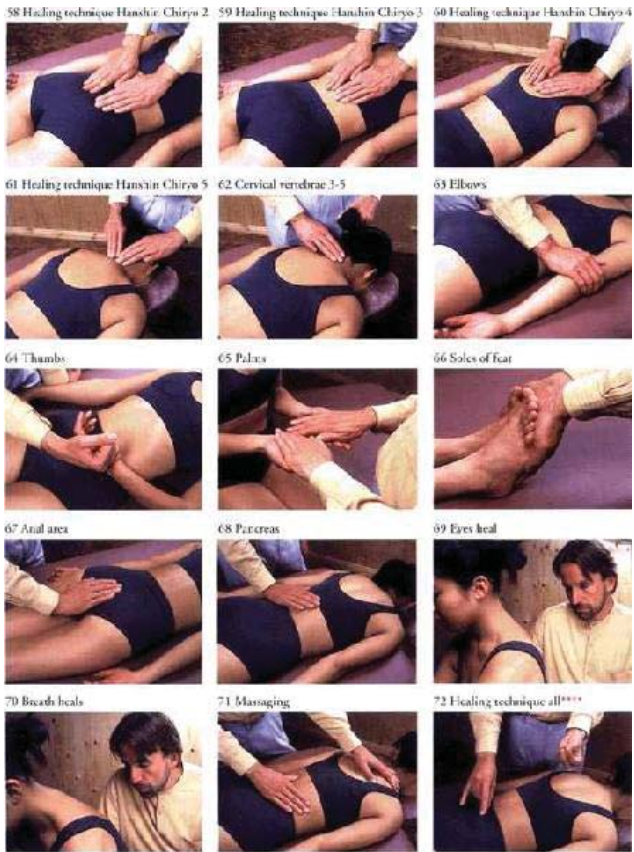 58 Healing technique Hanshin Chiryo 2
59 Healing technique Hanshin Chiryo 3
60 Healing technique Hanshin Chiryo 4
61 Healing technique Hanshin Chiryo 5
62 Cervical vertebrae 3-5
63 Elbows
64 Thumbs
65 Palms
66 Soles of feet
67 Anal area
68 Pancreas
69 Eyes heal
70 Breath heals
71 Massaging
72 Healing technique all****